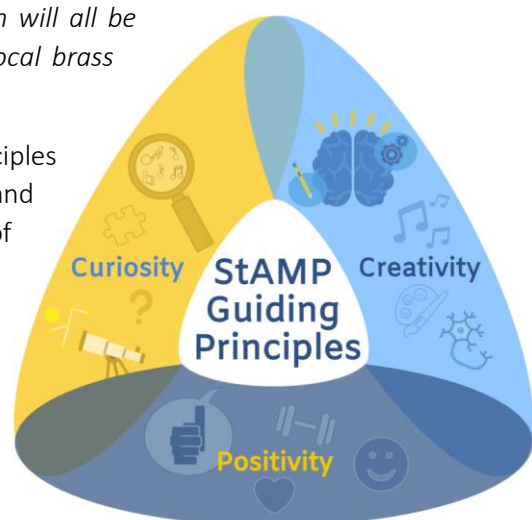 will all be
ocal brass
ciples
and
of
Curiosity
StAMP
Guiding
Principles
Creativity
?
Positivity